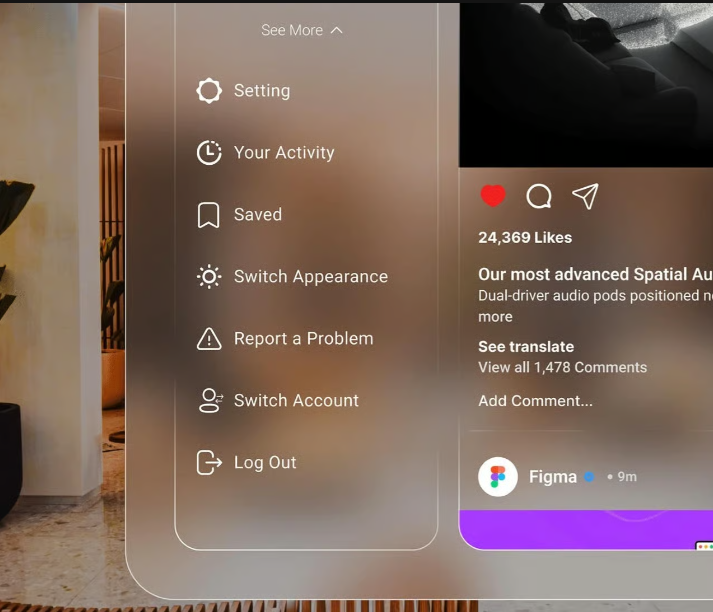 See More
Setting
Your Activity
Saved
Switch Appearance
Report a Problem
Switch Account
Log Out
24,369 Likes
Our most advanced Spatial Au
Dual-driver audio pods positioned n
more
See translate
View all 1,478 Comments
Add Comment...
Figma • 9m